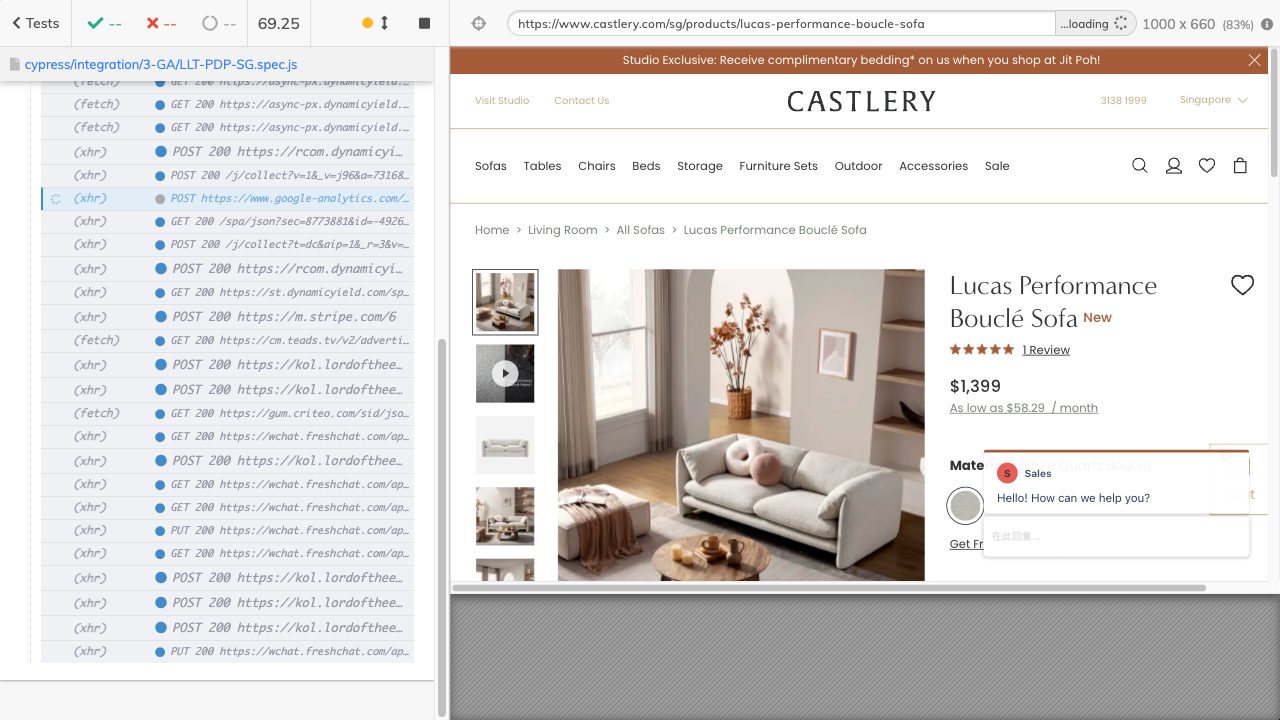 Tests
--
--
--
69.25
https://www.castlery.com/sg/products/lucas-performance-boucle-sofa
...loading
1000 x 660 (83%)
cypress/integration/3-GA/LLT-PDP-SG.spec.js
(fetch) GET 200 https://async-px.dynamicyield.…
(fetch) GET 200 https://async-px.dynamicyield.…
(fetch) GET 200 https://async-px.dynamicyield.…
(xhr) POST 200 https://rcom.dynamicyi…
(xhr) POST 200 /j/collect?v=1&_v=j96&a=73168…
(xhr) POST https://www.google-analytics.com/…
(xhr) GET 200 /spa/json?sec=8773881&id=-4926…
(xhr) POST 200 /j/collect?t=dc&aip=1&_r=3&v=…
(xhr) POST 200 https://rcom.dynamicyi…
(xhr) GET 200 https://st.dynamicyield.com/sp…
(xhr) POST 200 https://m.stripe.com/6
(fetch) GET 200 https://cm.teads.tv/v2/adverti…
(xhr) POST 200 https://kol.lordofthee…
(xhr) POST 200 https://kol.lordofthee…
(fetch) GET 200 https://gum.criteo.com/sid/jso…
(xhr) GET 200 https://wchat.freshchat.com/ap…
(xhr) POST 200 https://kol.lordofthee…
(xhr) GET 200 https://wchat.freshchat.com/ap…
(xhr) GET 200 https://wchat.freshchat.com/ap…
(xhr) PUT 200 https://wchat.freshchat.com/ap…
(xhr) GET 200 https://wchat.freshchat.com/ap…
(xhr) POST 200 https://kol.lordofthee…
(xhr) POST 200 https://kol.lordofthee…
(xhr) POST 200 https://kol.lordofthee…
(xhr) PUT 200 https://wchat.freshchat.com/ap…
Studio Exclusive: Receive complimentary bedding* on us when you shop at Jit Poh!
Visit Studio Contact Us
CASTLERY
3138 1999 Singapore
Sofas Tables Chairs Beds Storage Furniture Sets Outdoor Accessories Sale
Home > Living Room > All Sofas > Lucas Performance Bouclé Sofa
Lucas Performance
Bouclé Sofa New
1 Review
$1,399
As low as $58.29 / month
Mate White Quartz Bouclé
S Sales
Hello! How can we help you?
在此回复...
Get Fr